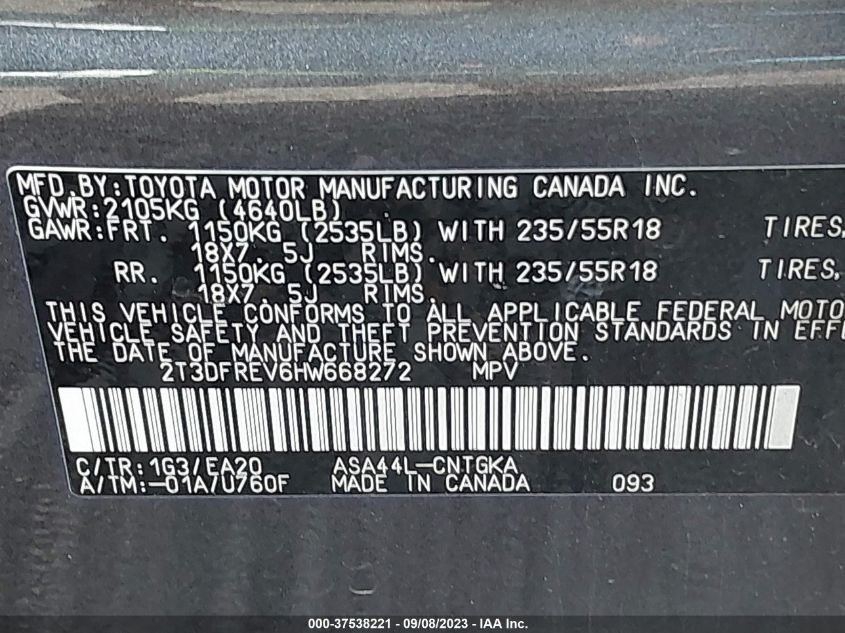 MFD.BY:TOYOTA MOTOR MANUFACTURING CANADA INC.
GVWR:2105KG (4640LB)
GAWR:FRT. 1150KG (2535LB) WITH 235/55R18 TIRES,
18X7. 5J RIMS.
RR. 1150KG (2535LB) WITH 235/55R18 TIRES,
18X7. 5J RIMS.
THIS VEHICLE CONFORMS TO ALL APPLICABLE FEDERAL MOTO
VEHICLE SAFETY AND THEFT PREVENTION STANDARDS IN EFFE
THE DATE OF MANUFACTURE SHOWN ABOVE.
2T3DFREV6HW668272 MPV
C/TR:1G3/EA20 ASA44L-CNTGKA
A/TM:-01A/U760F MADE IN CANADA 093
000-37538221 - 09/08/2023 - IAA Inc.